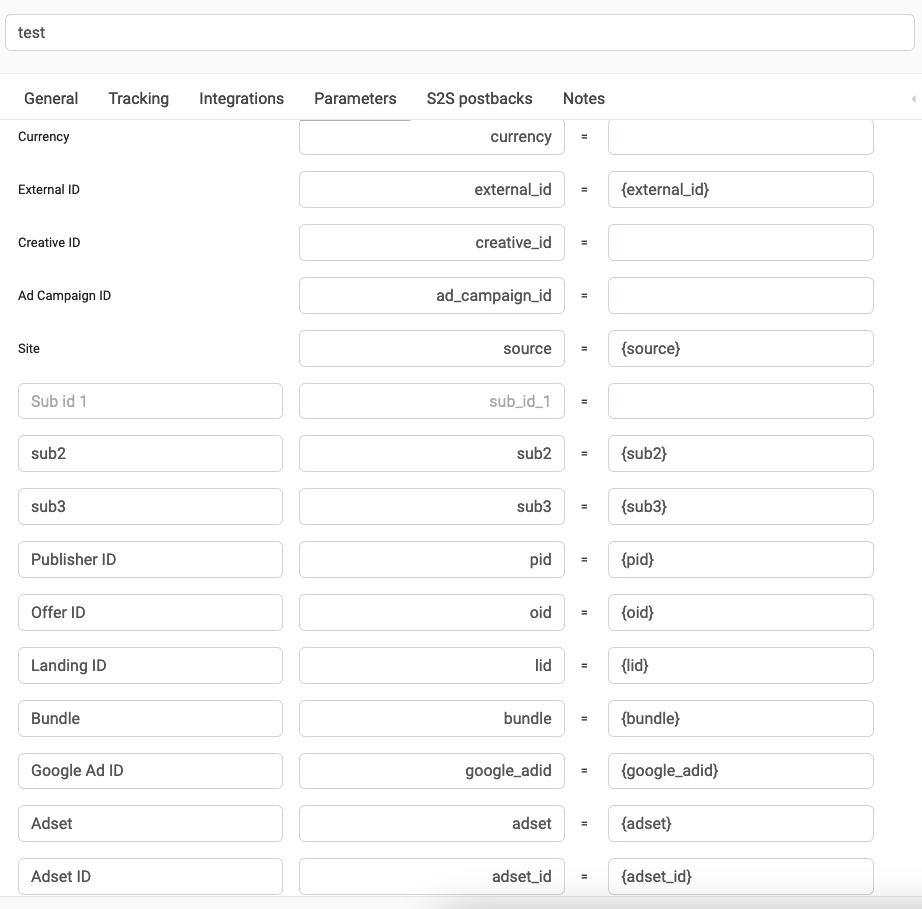 test
General Tracking Integrations Parameters S2S postbacks Notes
Currency currency =
External ID external_id = {external_id}
Creative ID creative_id =
Ad Campaign ID ad_campaign_id =
Site source = {source}
Sub id 1 sub_id_1 =
sub2 sub2 = {sub2}
sub3 sub3 = {sub3}
Publisher ID pid = {pid}
Offer ID oid = {oid}
Landing ID lid = {lid}
Bundle bundle = {bundle}
Google Ad ID google_adid = {google_adid}
Adset adset = {adset}
Adset ID adset_id = {adset_id}